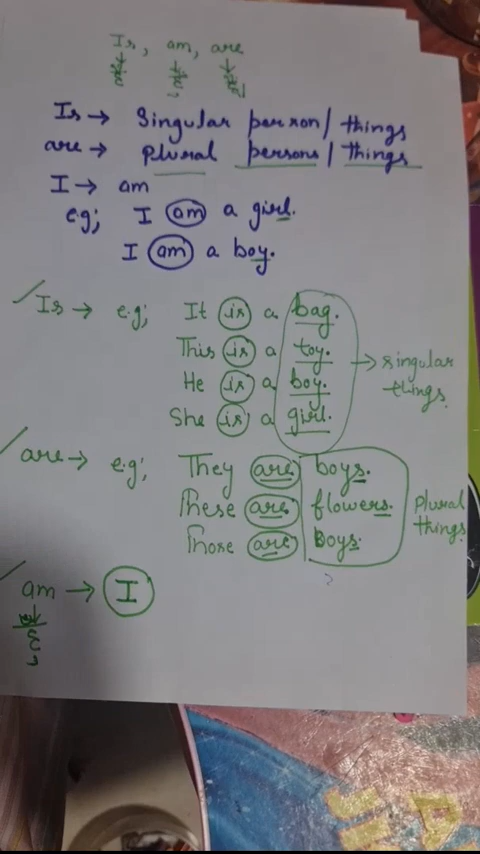 Is, am, are
Is → Singular person/ things
are → Plural persons / things
I → am
eg; I am a girl.
I am a boy.
Is → e.g; It is a bag.
This is a toy.
He is a boy. → singular things
She is a girl.
are → e.g; They are boys.
These are flowers. Plural things
Those are Boys.
am → I